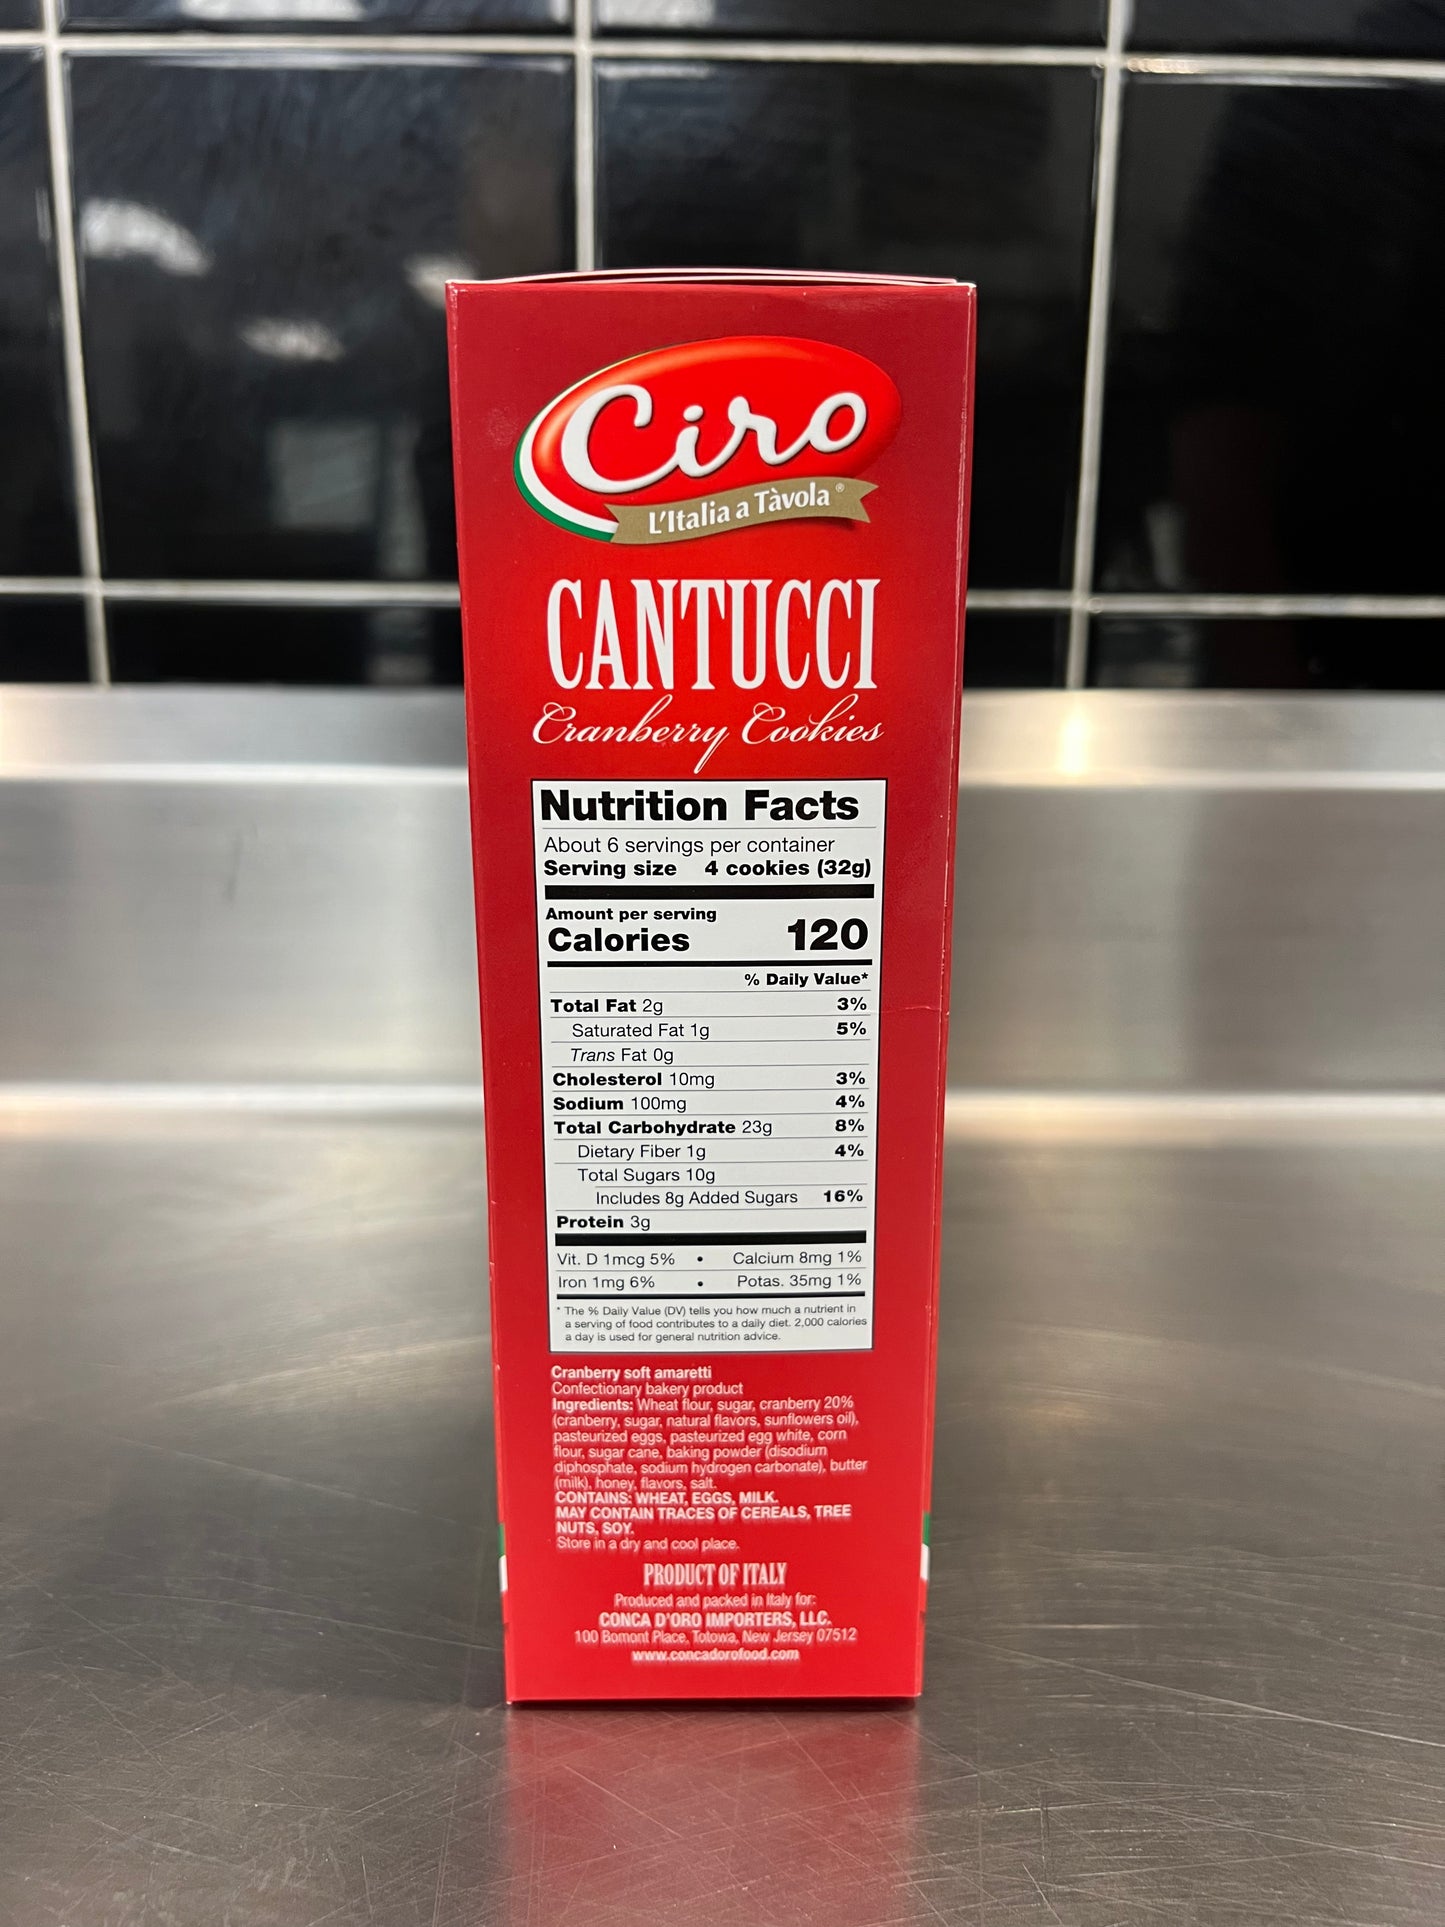 Ciro
L'Italia a Tàvola®
CANTUCCI
Cranberry Cookies
Nutrition Facts
About 6 servings per container
Serving size 4 cookies (32g)
Amount per serving
Calories 120
% Daily Value*
Total Fat 2g 3%
Saturated Fat 1g 5%
Trans Fat 0g
Cholesterol 10mg 3%
Sodium 100mg 4%
Total Carbohydrate 23g 8%
Dietary Fiber 1g 4%
Total Sugars 10g
Includes 8g Added Sugars 16%
Protein 3g
Vit. D 1mcg 5% • Calcium 8mg 1%
Iron 1mg 6% • Potas. 35mg 1%
* The % Daily Value (DV) tells you how much a nutrient in
a serving of food contributes to a daily diet. 2,000 calories
a day is used for general nutrition advice.
Cranberry soft amaretti
Confectionary bakery product
Ingredients: Wheat flour, sugar, cranberry 20%
(cranberry, sugar, natural flavors, sunflowers oil),
pasteurized eggs, pasteurized egg white, corn
flour, sugar cane, baking powder (disodium
diphosphate, sodium hydrogen carbonate), butter
(milk), honey, flavors, salt.
CONTAINS: WHEAT, EGGS, MILK.
MAY CONTAIN TRACES OF CEREALS, TREE
NUTS, SOY.
Store in a dry and cool place.
PRODUCT OF ITALY
Produced and packed in Italy for:
CONCA D'ORO IMPORTERS, LLC.
100 Bomont Place, Totowa, New Jersey 07512
www.concadorofood.com